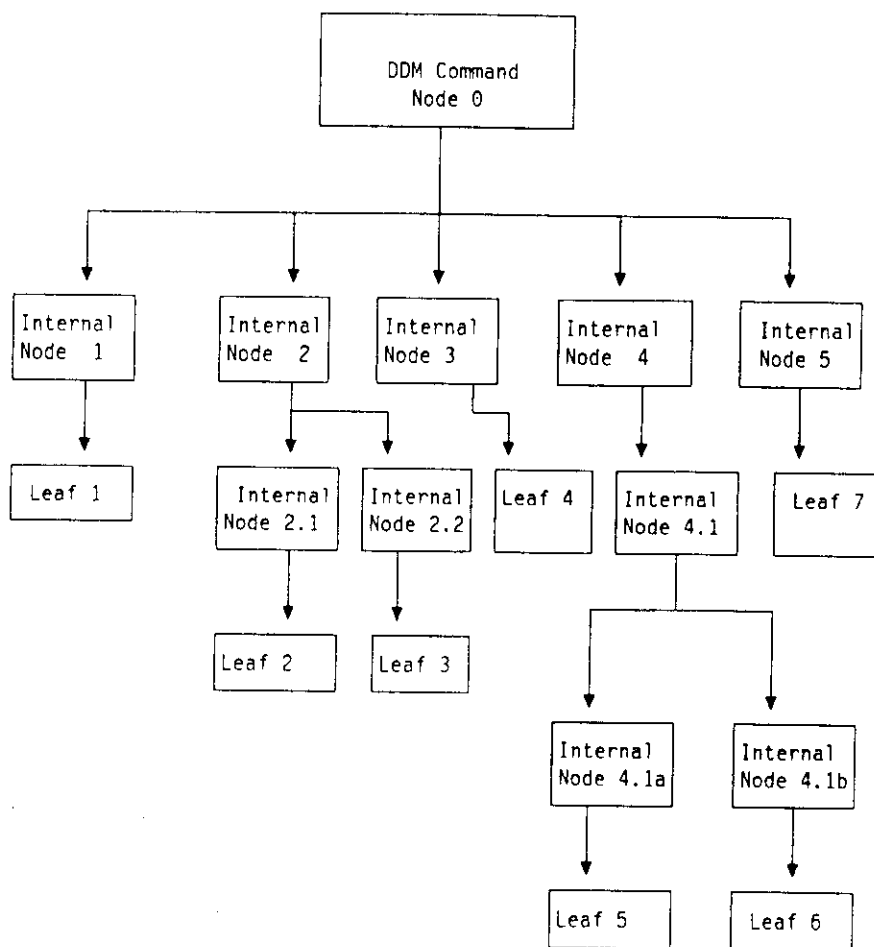 DDM Command
Node 0
Internal
Node 1
Internal
Node 2
Internal
Node 3
Internal
Node 4
Internal
Node 5
Leaf 1
Internal
Node 2.1
Internal
Node 2.2
Leaf 4
Internal
Node 4.1
Leaf 7
Leaf 2
Leaf 3
Internal
Node 4.1a
Internal
Node 4.1b
Leaf 5
Leaf 6